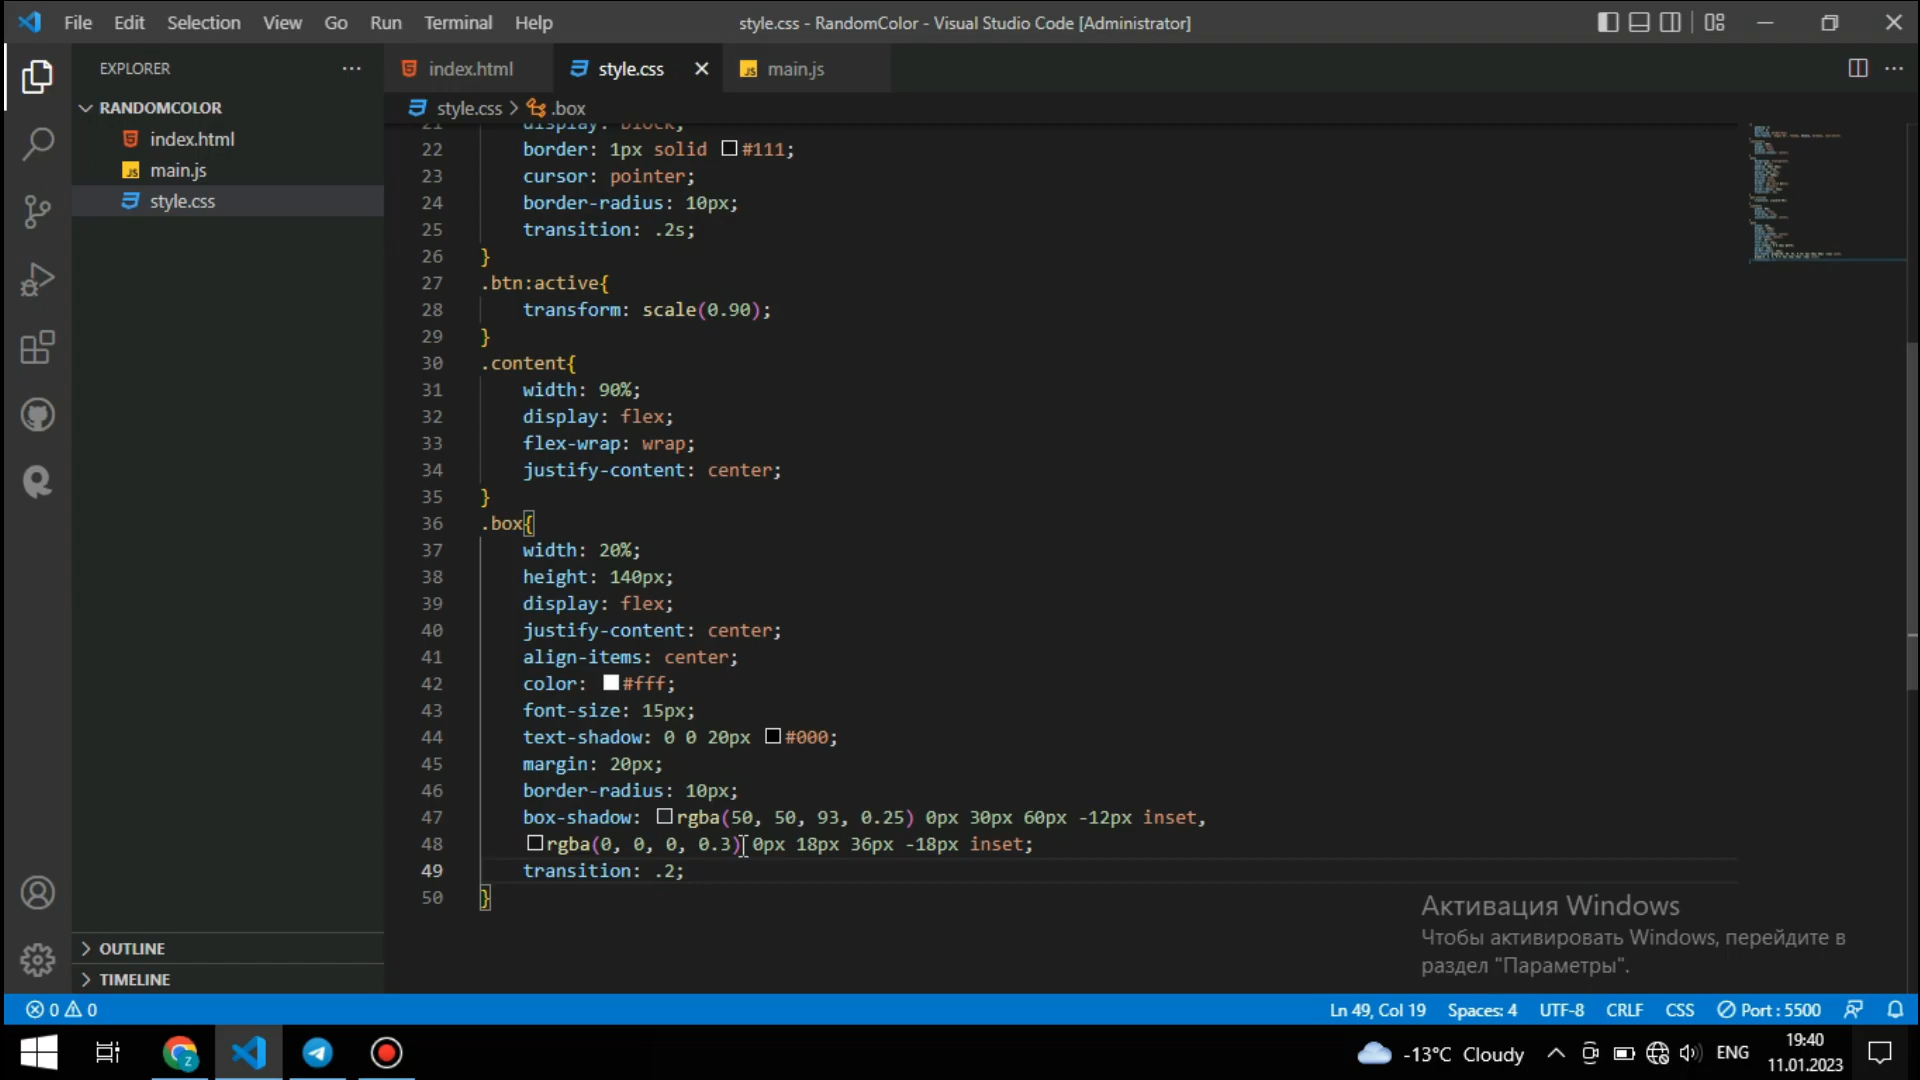 File Edit Selection View Go Run Terminal Help
style.css - RandomColor - Visual Studio Code [Administrator]
EXPLORER
index.html
style.css
main.js
RANDOMCOLOR
index.html
main.js
style.css
OUTLINE
TIMELINE
style.css > .box
21 display: block;
22 border: 1px solid #111;
23 cursor: pointer;
24 border-radius: 10px;
25 transition: .2s;
26 }
27 .btn:active{
28 transform: scale(0.90);
29 }
30 .content{
31 width: 90%;
32 display: flex;
33 flex-wrap: wrap;
34 justify-content: center;
35 }
36 .box{
37 width: 20%;
38 height: 140px;
39 display: flex;
40 justify-content: center;
41 align-items: center;
42 color: #fff;
43 font-size: 15px;
44 text-shadow: 0 0 20px #000;
45 margin: 20px;
46 border-radius: 10px;
47 box-shadow: rgba(50, 50, 93, 0.25) 0px 30px 60px -12px inset,
48 rgba(0, 0, 0, 0.3) 0px 18px 36px -18px inset;
49 transition: .2;
50 }
Активация Windows
Чтобы активировать Windows, перейдите в
раздел "Параметры".
0 0
Ln 49, Col 19 Spaces: 4 UTF-8 CRLF CSS Port : 5500
-13°C Cloudy
ENG
19:40
11.01.2023